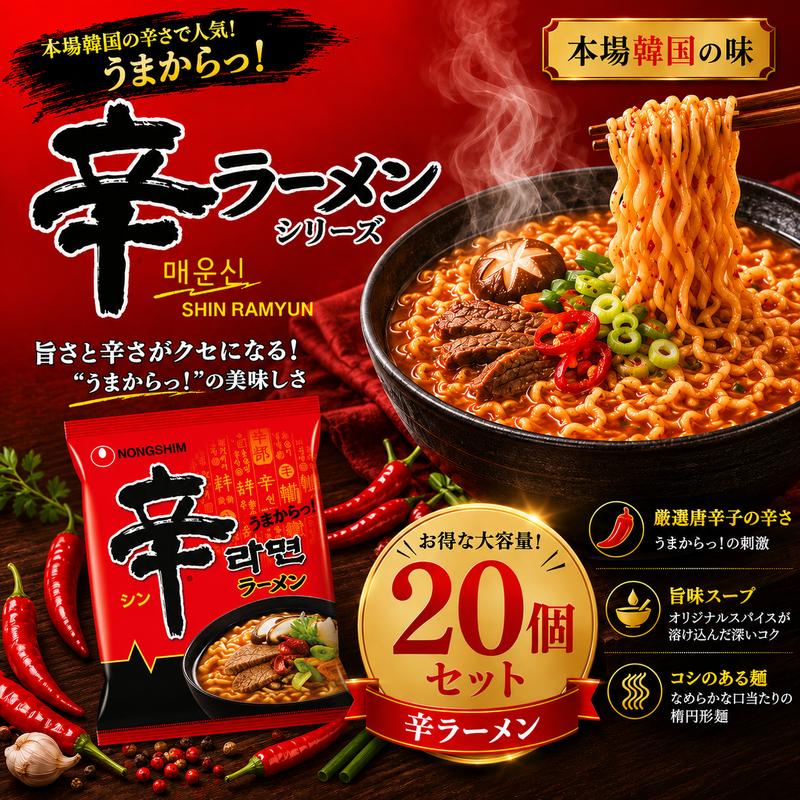 本場韓国の辛さで人気!
うまからっ!
本場韓国の味
辛ラーメン
シリーズ
매운신
SHIN RAMYUN
旨さと辛さがクセになる!
“うまからっ!”の美味しさ
NONGSHIM
辛
シン
うまからっ!
라면
ラーメン
お得な大容量!
20個
セット
辛ラーメン
厳選唐辛子の辛さ
うまからっ!の刺激
旨味スープ
オリジナルスパイスが
溶け込んだ深いコク
コシのある麺
なめらかな口当たりの
楕円形麺